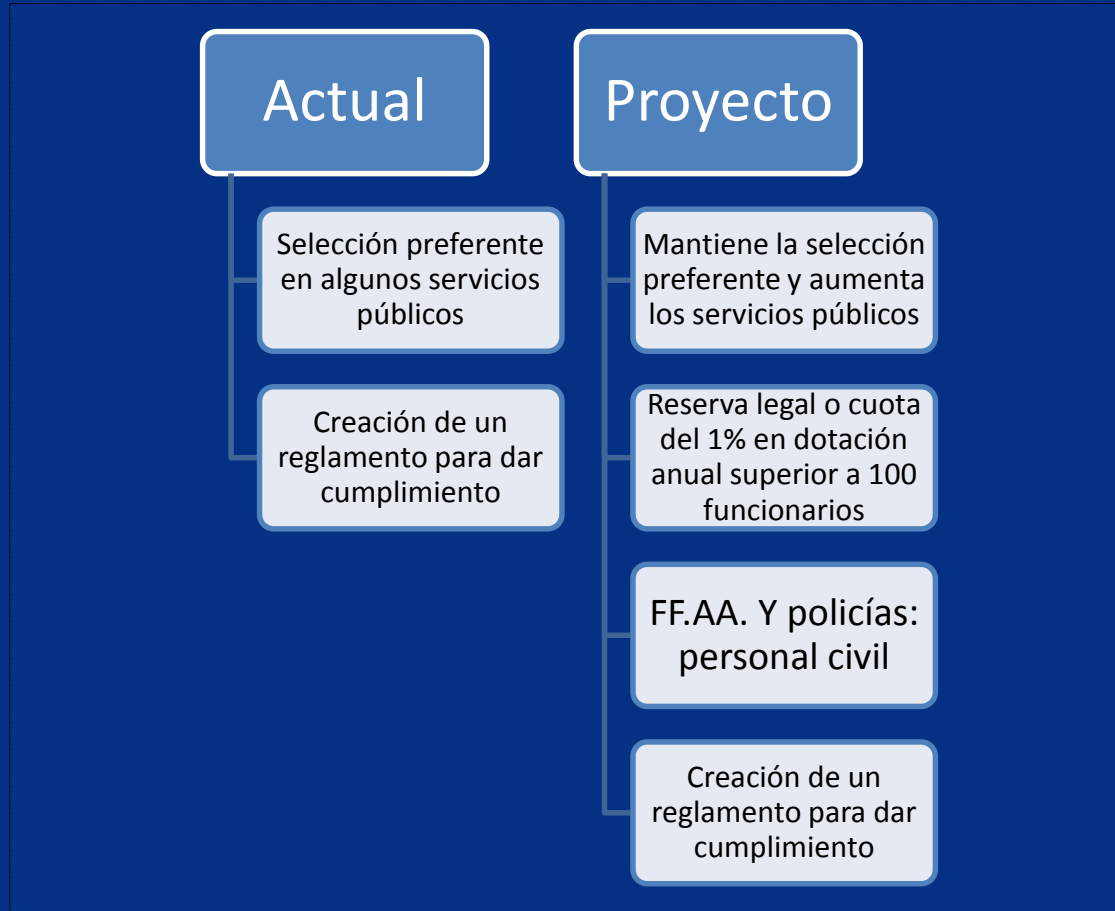 Actual
Selección preferente
en algunos servicios
públicos
Creación de un
reglamento para dar
cumplimiento
Proyecto
Mantiene la selección
preferente y aumenta
los servicios públicos
Reserva legal o cuota
del 1% en dotación
anual superior a 100
funcionarios
FF.AA. Y policías:
personal civil
Creación de un
reglamento para dar
cumplimiento